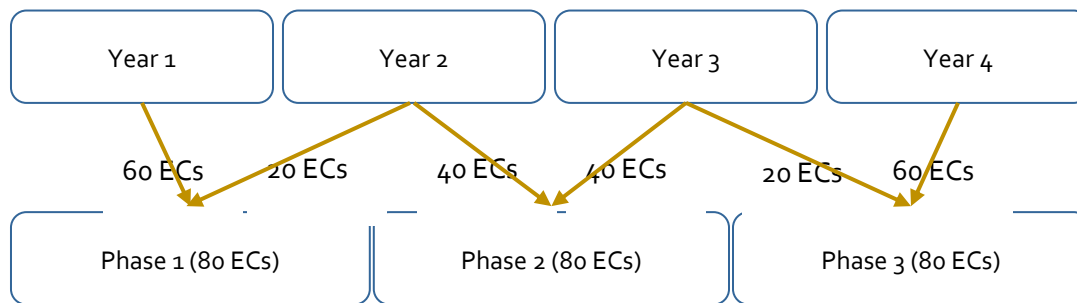 Year 1
Year 2
Year 3
Year 4
60 ECs
20 ECs
40 ECs
40 ECs
20 ECs
60 ECs
Phase 1 (80 ECs)
Phase 2 (80 ECs)
Phase 3 (80 ECs)